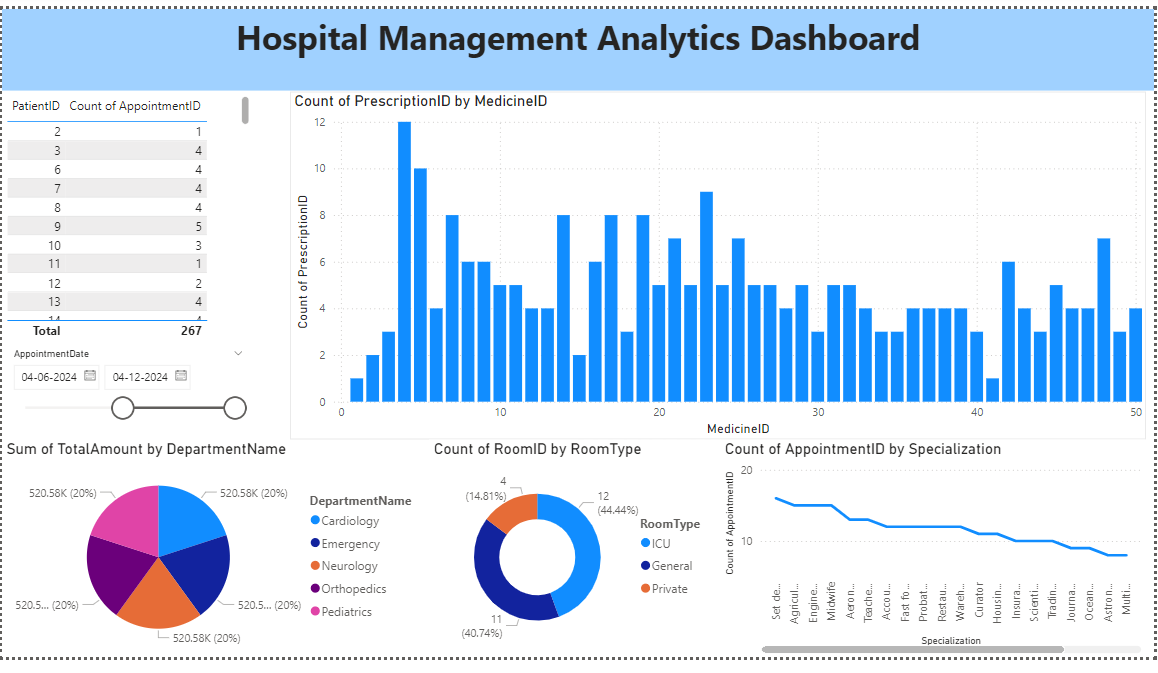 Hospital Management Analytics Dashboard
PatientID Count of AppointmentID
2 1
3 4
6 4
7 4
8 4
9 5
10 3
11 1
12 2
13 4
14 4
Total 267
AppointmentDate
04-06-2024 04-12-2024
Count of PrescriptionID by MedicineID
Count of PrescriptionID
12
10
8
6
4
2
0
0 10 20 30 40 50
MedicineID
Sum of TotalAmount by DepartmentName
520.58K (20%)
520.58K (20%)
520.5... (20%)
520.5... (20%)
520.58K (20%)
DepartmentName
Cardiology
Emergency
Neurology
Orthopedics
Pediatrics
Count of RoomID by RoomType
4
(14.81%)
12
(44.44%)
11
(40.74%)
RoomType
ICU
General
Private
Count of AppointmentID by Specialization
Count of AppointmentID
20
10
Set de...
Agricul...
Engine...
Midwife
Aeron...
Teache...
Accou...
Fast fo...
Probat...
Restau...
Wareh...
Curator
Housin...
Insura...
Scienti...
Tradin...
Journa...
Ocean...
Astron...
Multi...
Specialization